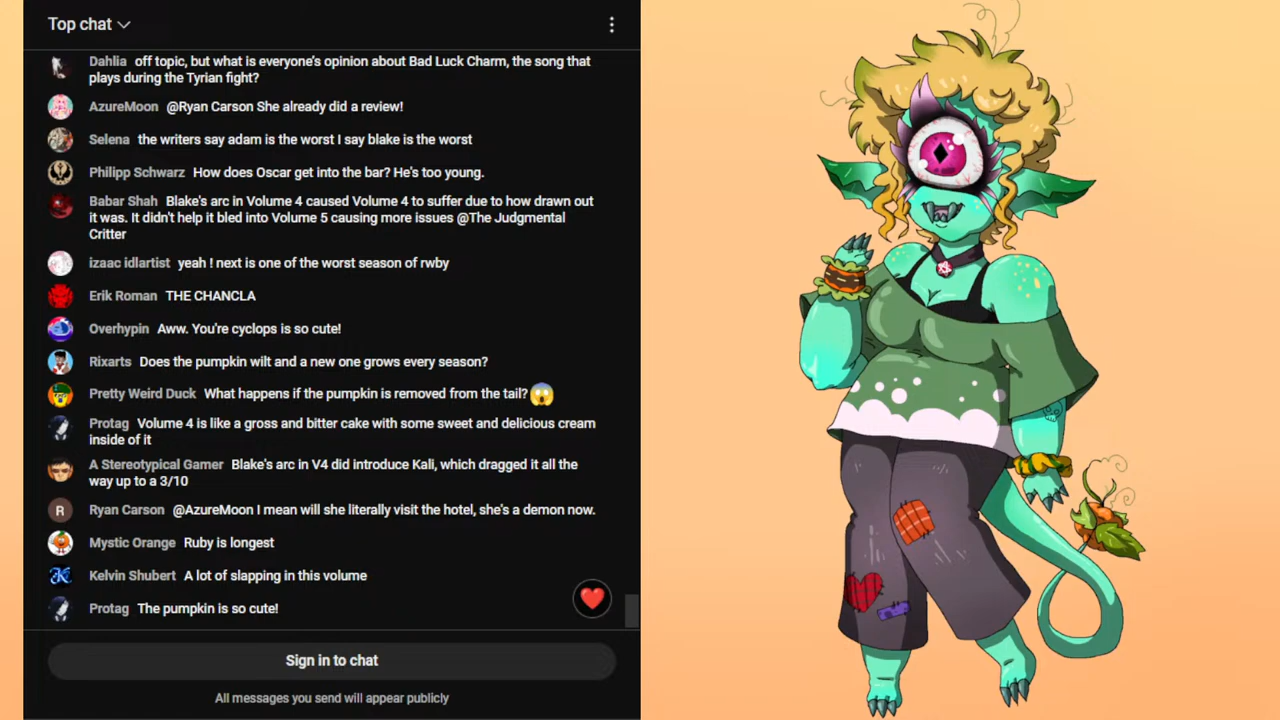 Top chat
Dahlia off topic, but what is everyone's opinion about Bad Luck Charm, the song that
plays during the Tyrian fight?
AzureMoon @Ryan Carson She already did a review!
Selena the writers say adam is the worst I say blake is the worst
Philipp Schwarz How does Oscar get into the bar? He's too young.
Babar Shah Blake's arc in Volume 4 caused Volume 4 to suffer due to how drawn out
it was. It didn't help it bled into Volume 5 causing more issues @The Judgmental
Critter
izaac idlartist yeah ! next is one of the worst season of rwby
Erik Roman THE CHANCLA
Overhypin Aww. You're cyclops is so cute!
Rixarts Does the pumpkin wilt and a new one grows every season?
Pretty Weird Duck What happens if the pumpkin is removed from the tail?😱
Protag Volume 4 is like a gross and bitter cake with some sweet and delicious cream
inside of it
A Stereotypical Gamer Blake's arc in V4 did introduce Kali, which dragged it all the
way up to a 3/10
R Ryan Carson @AzureMoon I mean will she literally visit the hotel, she's a demon now.
Mystic Orange Ruby is longest
Kelvin Shubert A lot of slapping in this volume
Protag The pumpkin is so cute!
Sign in to chat
All messages you send will appear publicly